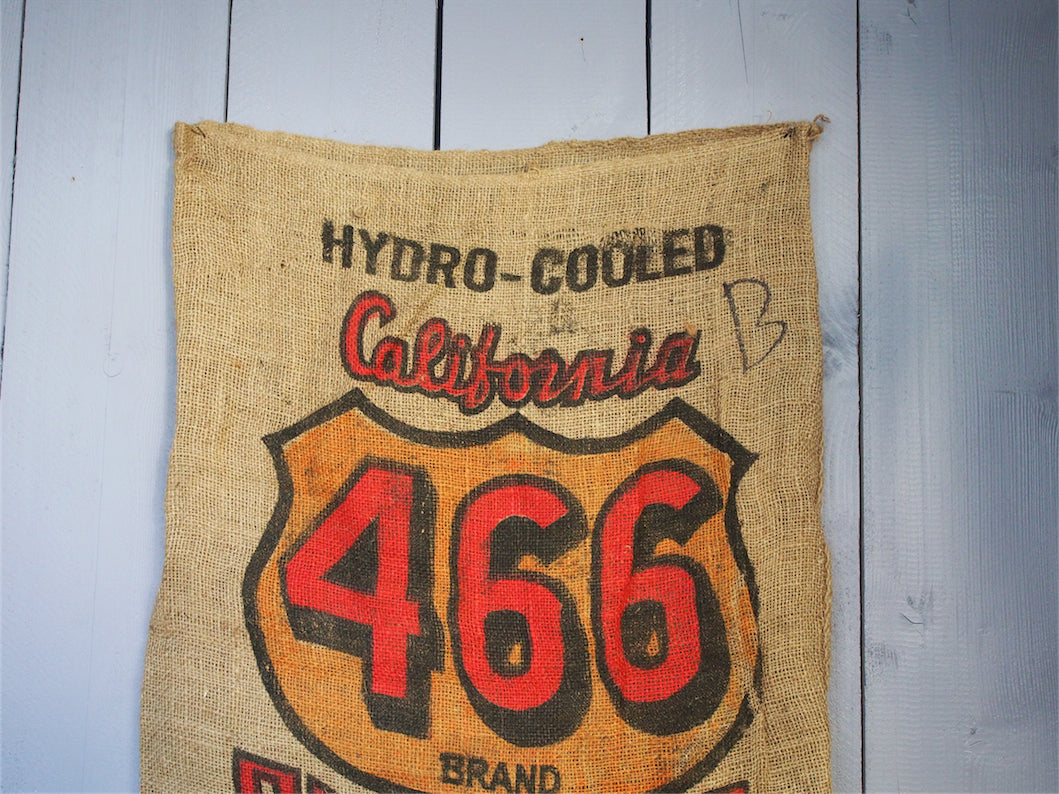 HYDRO-COOLED
California
B
466
BRAND